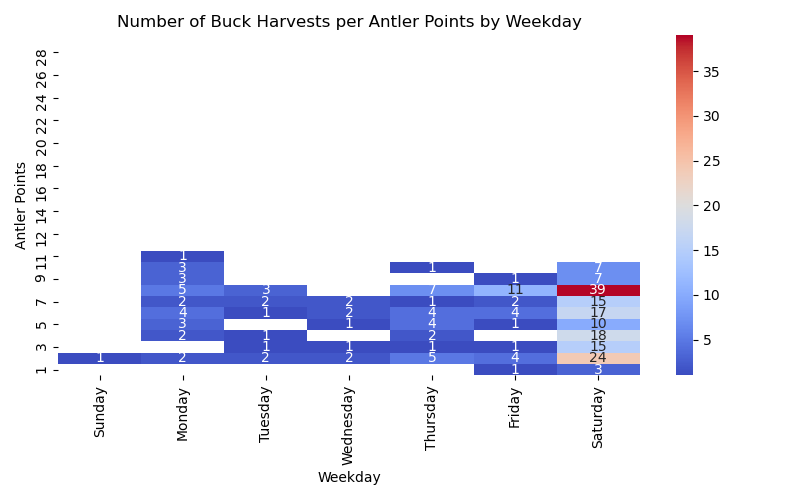 Number of Buck Harvests per Antler Points by Weekday
Antler Points
28
26
24
22
20
18
16
14
12
11
9
7
5
3
1
1
3 1 7
3 1
5 3 7 11 39
2 2 2 1 2 15
4 1 2 4 4 17
3 1 4 1 10
2 1 2 18
1 1 1 1 15
1 2 2 2 5 4 24
1 3
7
Sunday
Monday
Tuesday
Wednesday
Thursday
Friday
Saturday
Weekday
35
30
25
20
15
10
5